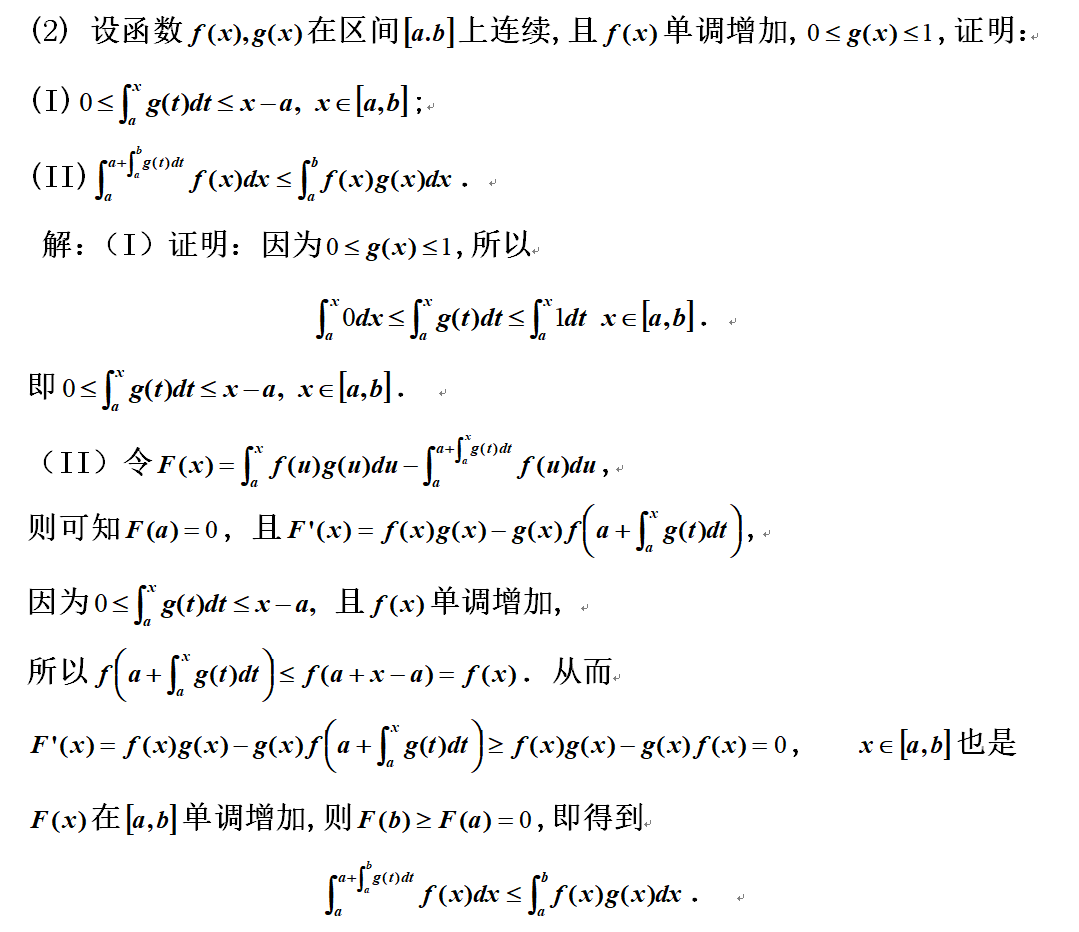 (2) 设函数 f(x),g(x) 在区间 [a.b] 上连续,且 f(x) 单调增加, 0≤g(x)≤1,证明:↵
(I) 0≤∫_a^x g(t)dt≤x−a, x∈[a,b];↵
(II) ∫_a^{a+∫_a^b g(t)dt} f(x)dx≤∫_a^b f(x)g(x)dx. ↵
解:（I）证明: 因为0≤g(x)≤1,所以↵
∫_a^x 0dx≤∫_a^x g(t)dt≤∫_a^x 1dt x∈[a,b]. ↵
即 0≤∫_a^x g(t)dt≤x−a, x∈[a,b]. ↵
（II）令F(x)=∫_a^x f(u)g(u)du−∫_a^{a+∫_a^x g(t)dt} f(u)du,↵
则可知F(a)=0, 且F'(x)=f(x)g(x)−g(x)f(a+∫_a^x g(t)dt),↵
因为0≤∫_a^x g(t)dt≤x−a, 且 f(x) 单调增加, ↵
所以 f(a+∫_a^x g(t)dt)≤f(a+x−a)=f(x). 从而↵
F'(x)=f(x)g(x)−g(x)f(a+∫_a^x g(t)dt)≥f(x)g(x)−g(x)f(x)=0, x∈[a,b]也是
F(x)在[a,b]单调增加,则F(b)≥F(a)=0,即得到↵
∫_a^{a+∫_a^b g(t)dt} f(x)dx≤∫_a^b f(x)g(x)dx. ↵